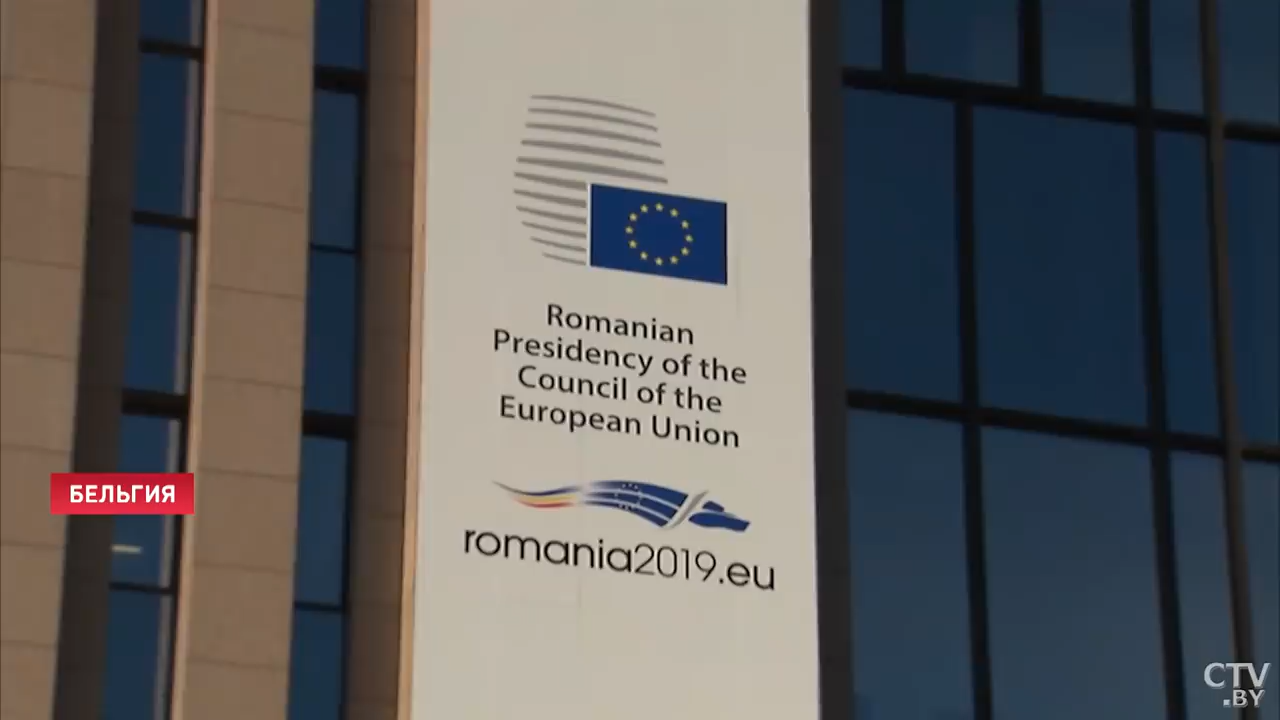 Romanian
Presidency of the
Council of the
European Union
БЕЛЬГИЯ
romania2019.eu
CTV
.BY